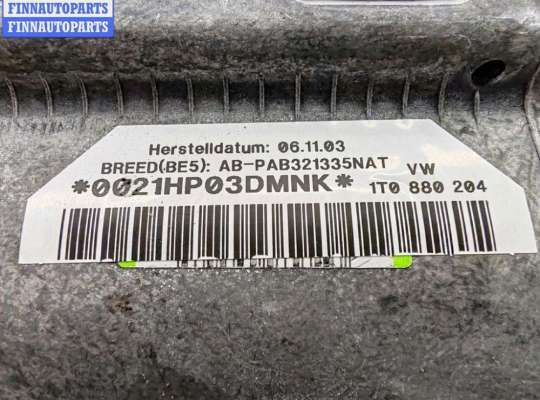 FINNAUTOPARTS
FINNAUTOPARTS
Herstelldatum: 06.11.03
BREED(BE5): AB-PAB321335NAT VW
*0021HP03DMNK* 1T0 880 204